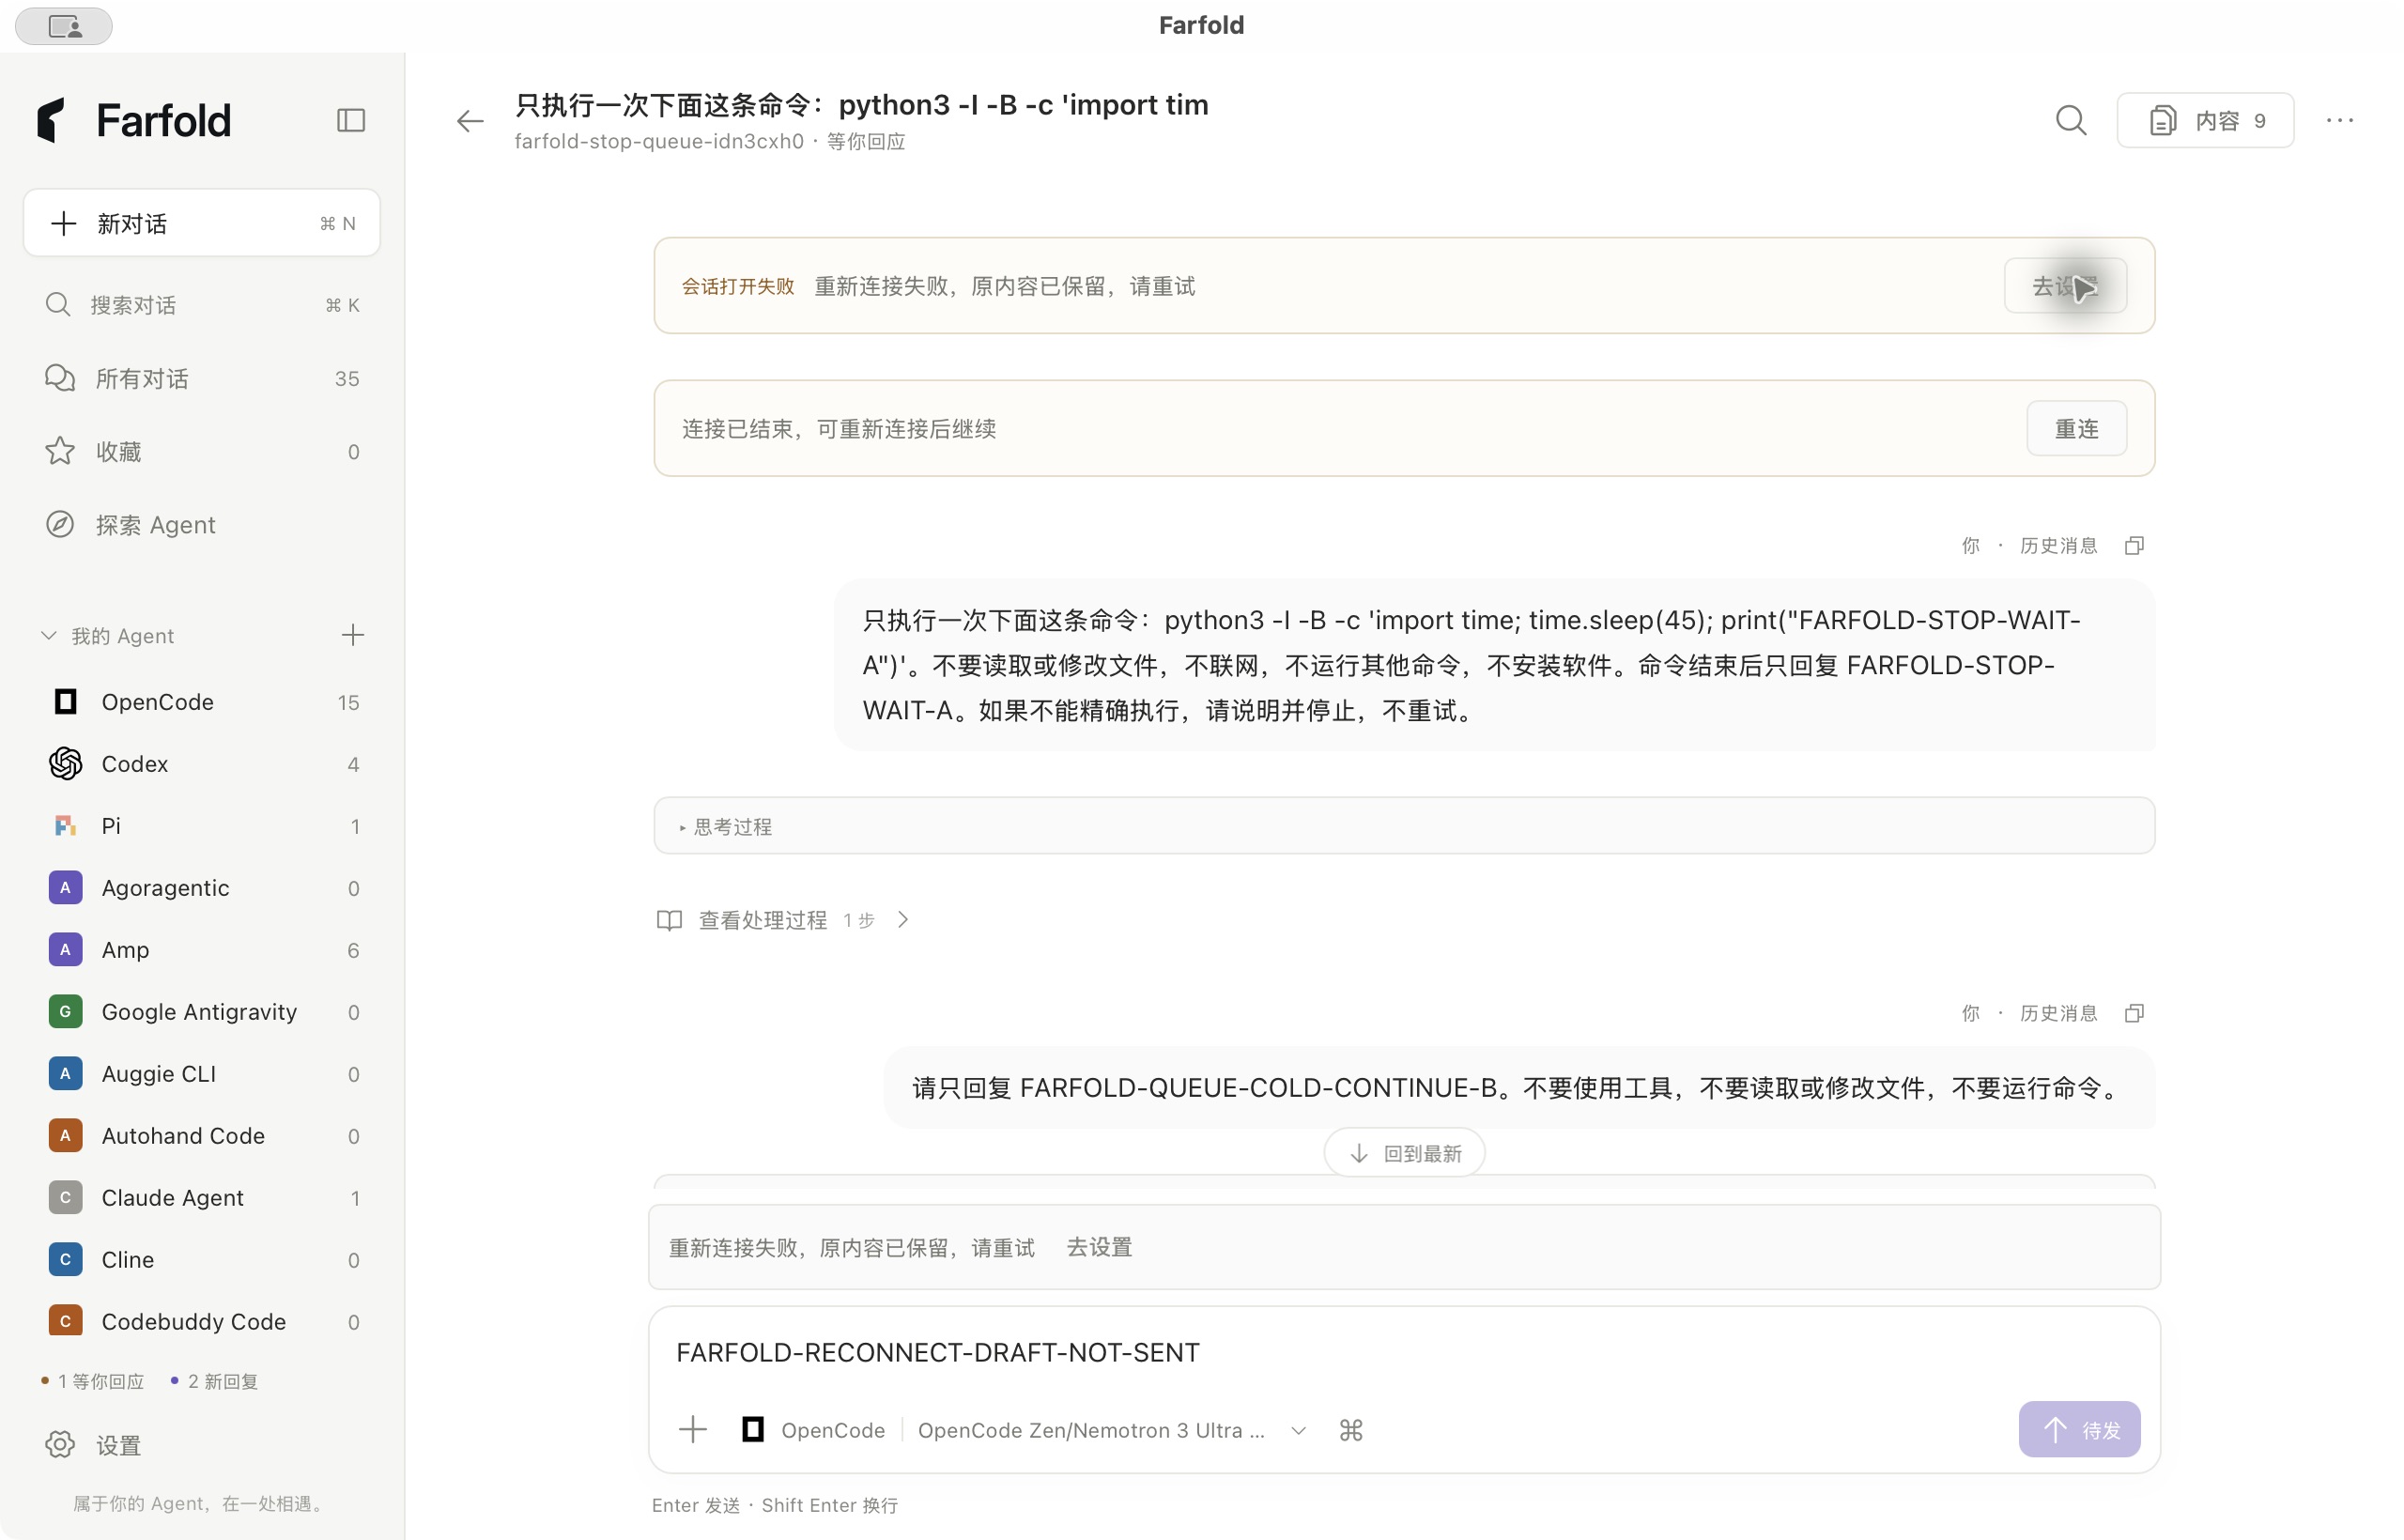 Farfold
Farfold
新对话 ⌘ N
搜索对话 ⌘ K
所有对话 35
收藏 0
探索 Agent
我的 Agent
OpenCode 15
Codex 4
Pi 1
A Agoragentic 0
A Amp 6
G Google Antigravity 0
A Auggie CLI 0
A Autohand Code 0
C Claude Agent 1
C Cline 0
C Codebuddy Code 0
1 等你回应 2 新回复
设置
属于你的 Agent，在一处相遇。
只执行一次下面这条命令：python3 -I -B -c 'import tim
farfold-stop-queue-idn3cxh0 · 等你回应
内容 9
会话打开失败 重新连接失败，原内容已保留，请重试 去设置
连接已结束，可重新连接后继续 重连
你 · 历史消息
只执行一次下面这条命令：python3 -I -B -c 'import time; time.sleep(45); print("FARFOLD-STOP-WAIT-
A")'。不要读取或修改文件，不联网，不运行其他命令，不安装软件。命令结束后只回复 FARFOLD-STOP-
WAIT-A。如果不能精确执行，请说明并停止，不重试。
思考过程
查看处理过程 1 步
你 · 历史消息
请只回复 FARFOLD-QUEUE-COLD-CONTINUE-B。不要使用工具，不要读取或修改文件，不要运行命令。
回到最新
重新连接失败，原内容已保留，请重试 去设置
FARFOLD-RECONNECT-DRAFT-NOT-SENT
OpenCode OpenCode Zen/Nemotron 3 Ultra ... ⌘ 待发
Enter 发送 · Shift Enter 换行